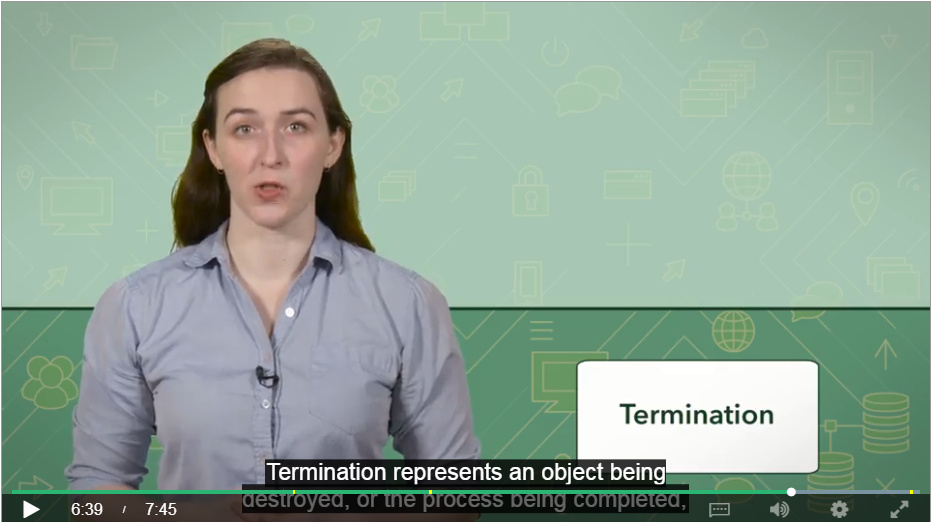 Termination
Termination represents an object being
destroyed, or the process being completed,
6:39 / 7:45